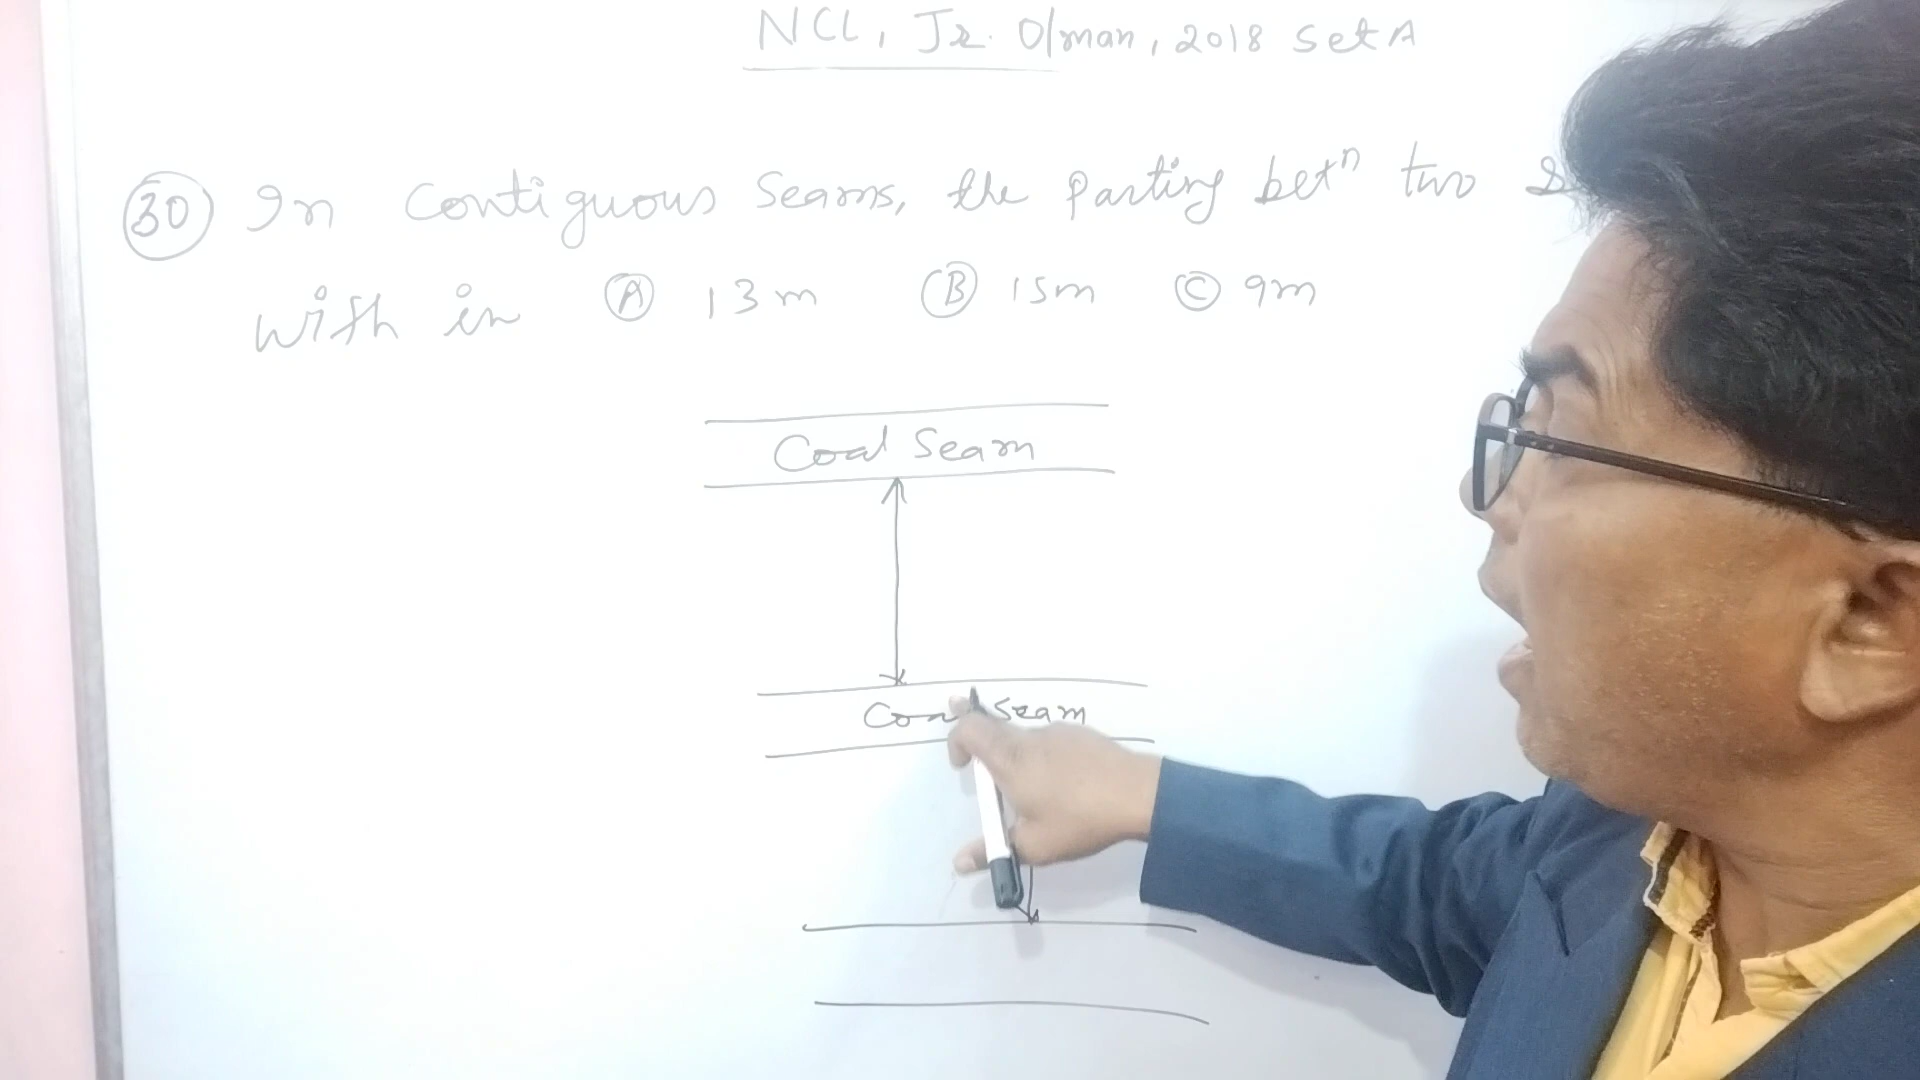 NCL, Jr. O/man, 2018 Set A
30 In Contiguous Seams, the Parting betn two
with in A 13m B 15m C 9m
Coal Seam
Seam